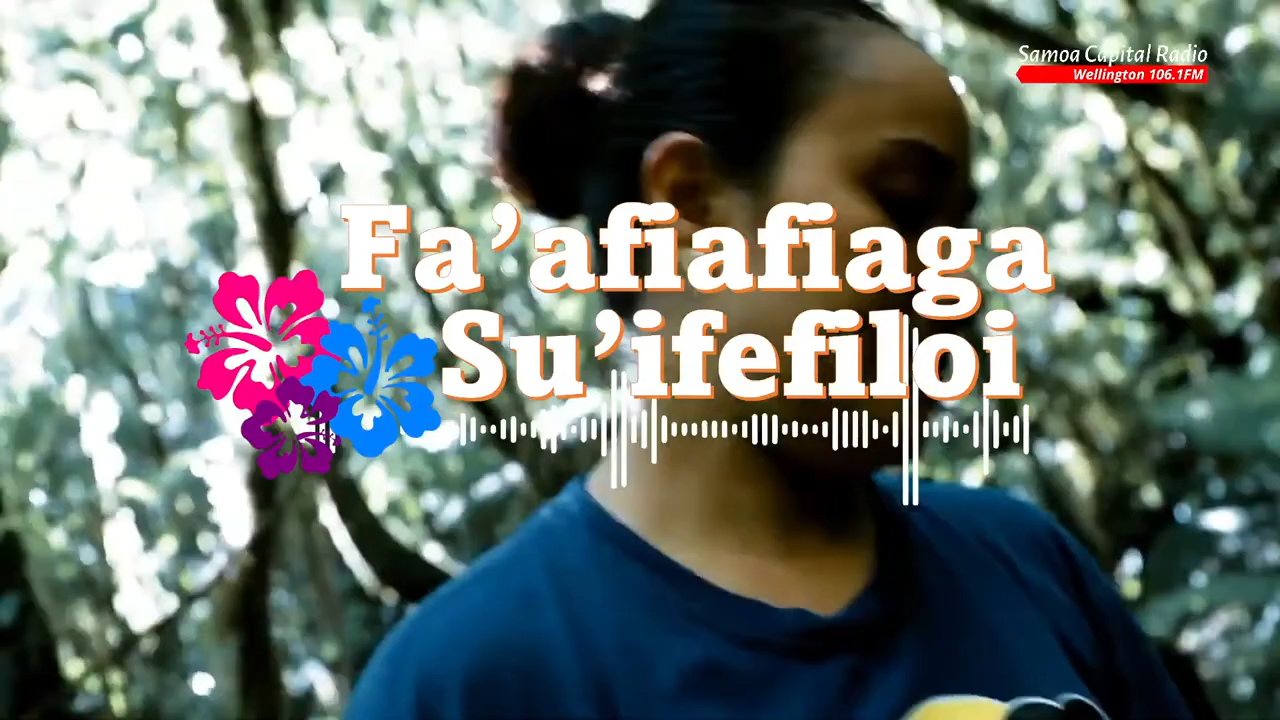 Samoa Capital Radio
Wellington 106.1FM
Fa’afiafiaga
Su’ifefiloi